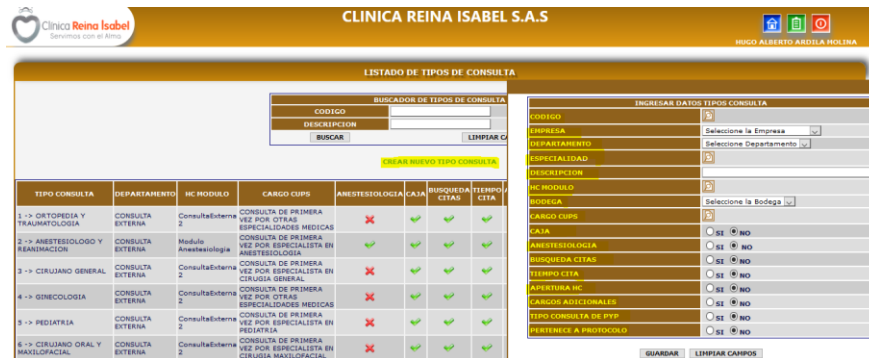 Clínica Reina Isabel
Servimos con el Alma
CLINICA REINA ISABEL S.A.S
HUGO ALBERTO ARDILA MOLINA
LISTADO DE TIPOS DE CONSULTA
BUSCADOR DE TIPOS DE CONSULTA
CODIGO
DESCRIPCION
BUSCAR
LIMPIAR CA
CREAR NUEVO TIPO CONSULTA
TIPO CONSULTA
DEPARTAMENTO
HC MODULO
CARGO CUPS
ANESTESIOLOGIA
CAJA
BUSQUEDA
CITAS
TIEMPO
CITA
1 -> ORTOPEDIA Y
TRAUMATOLOGIA
CONSULTA
EXTERNA
ConsultaExterna
2
CONSULTA DE PRIMERA
VEZ POR OTRAS
ESPECIALIDADES MEDICAS
2 -> ANESTESIOLOGO Y
REANIMACION
CONSULTA
EXTERNA
Modulo
Anestesiologia
CONSULTA DE PRIMERA
VEZ POR ESPECIALISTA EN
ANESTESIOLOGIA
3 -> CIRUJANO GENERAL
CONSULTA
EXTERNA
ConsultaExterna
2
CONSULTA DE PRIMERA
VEZ POR ESPECIALISTA EN
CIRUGIA GENERAL
4 -> GINECOLOGIA
CONSULTA
EXTERNA
ConsultaExterna
2
CONSULTA DE PRIMERA
VEZ POR OTRAS
ESPECIALIDADES MEDICAS
5 -> PEDIATRIA
CONSULTA
EXTERNA
ConsultaExterna
2
CONSULTA DE PRIMERA
VEZ POR ESPECIALISTA EN
PEDIATRIA
6 -> CIRUJANO ORAL Y
MAXILOFACIAL
CONSULTA
EXTERNA
ConsultaExterna
2
CONSULTA DE PRIMERA
VEZ POR ESPECIALISTA EN
CIRUGIA MAXILOFACIAL
INGRESAR DATOS TIPOS CONSULTA
CODIGO
EMPRESA Seleccione la Empresa
DEPARTAMENTO Seleccione Departamento
ESPECIALIDAD
DESCRIPCION
HC MODULO
BODEGA Seleccione la Bodega
CARGO CUPS
CAJA SI NO
ANESTESIOLOGIA SI NO
BUSQUEDA CITAS SI NO
TIEMPO CITA SI NO
APERTURA HC SI NO
CARGOS ADICIONALES SI NO
TIPO CONSULTA DE PYP SI NO
PERTENECE A PROTOCOLO SI NO
GUARDAR LIMPIAR CAMPOS